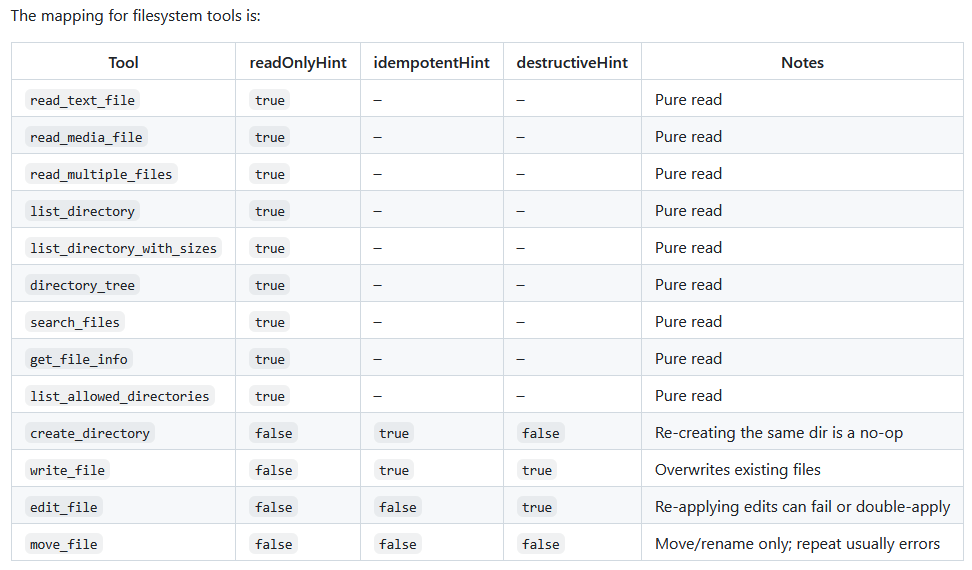 The mapping for filesystem tools is:
Tool readOnlyHint idempotentHint destructiveHint Notes
read_text_file true – – Pure read
read_media_file true – – Pure read
read_multiple_files true – – Pure read
list_directory true – – Pure read
list_directory_with_sizes true – – Pure read
directory_tree true – – Pure read
search_files true – – Pure read
get_file_info true – – Pure read
list_allowed_directories true – – Pure read
create_directory false true false Re-creating the same dir is a no-op
write_file false true true Overwrites existing files
edit_file false false true Re-applying edits can fail or double-apply
move_file false false false Move/rename only; repeat usually errors